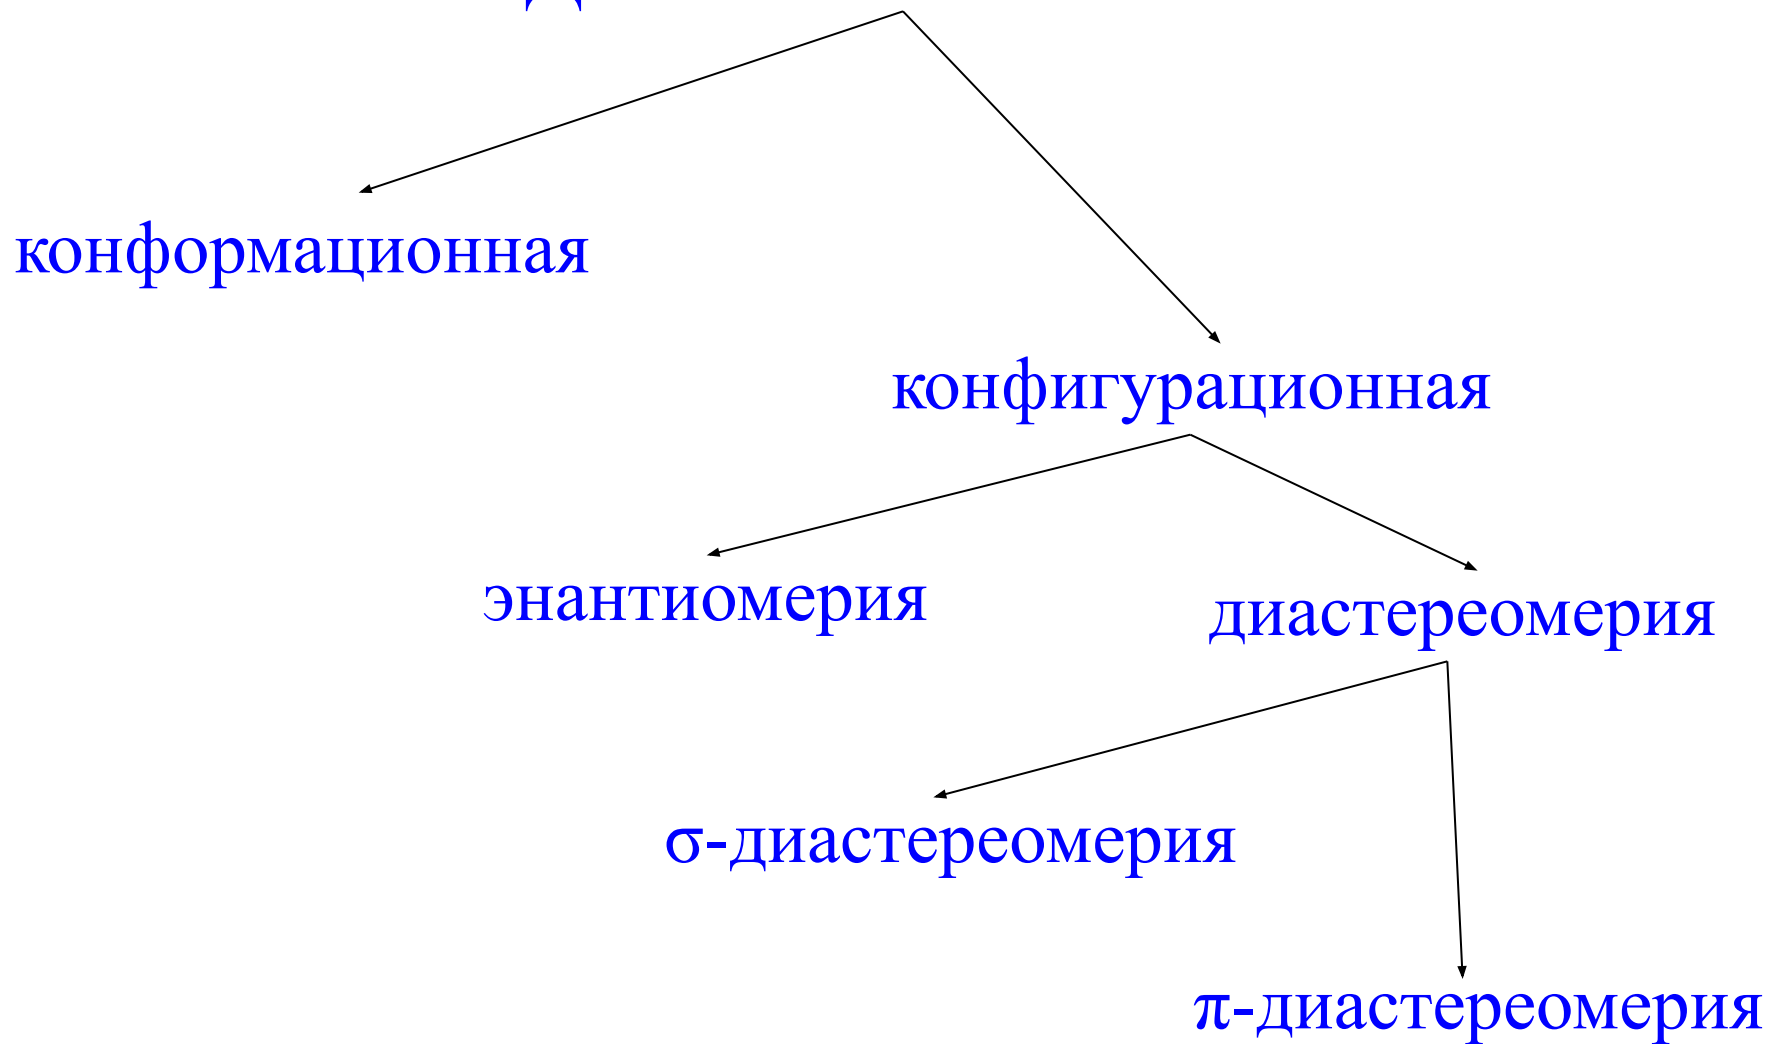 конформационная
конфигурационная
энантиомерия
диастереомерия
σ-диастереомерия
π-диастереомерия